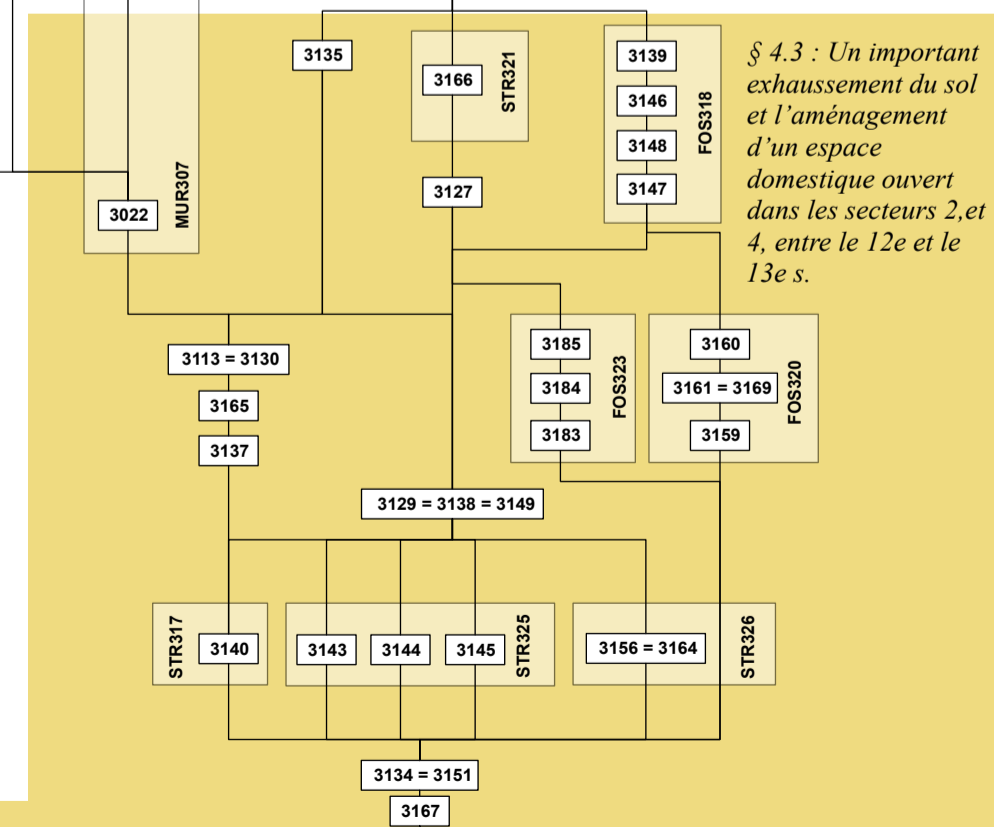 § 4.3 : Un important
exhaussement du sol
et l’aménagement
d’un espace
domestique ouvert
dans les secteurs 2,et
4, entre le 12e et le
13e s.
3135
3166
STR321
3139
3146
3148
3147
FOS318
3127
3022
MUR307
3113 = 3130
3165
3137
3185
3184
3183
FOS323
3160
3161 = 3169
3159
FOS320
3129 = 3138 = 3149
STR317
3140
3143
3144
3145
STR325
3156 = 3164
STR326
3134 = 3151
3167